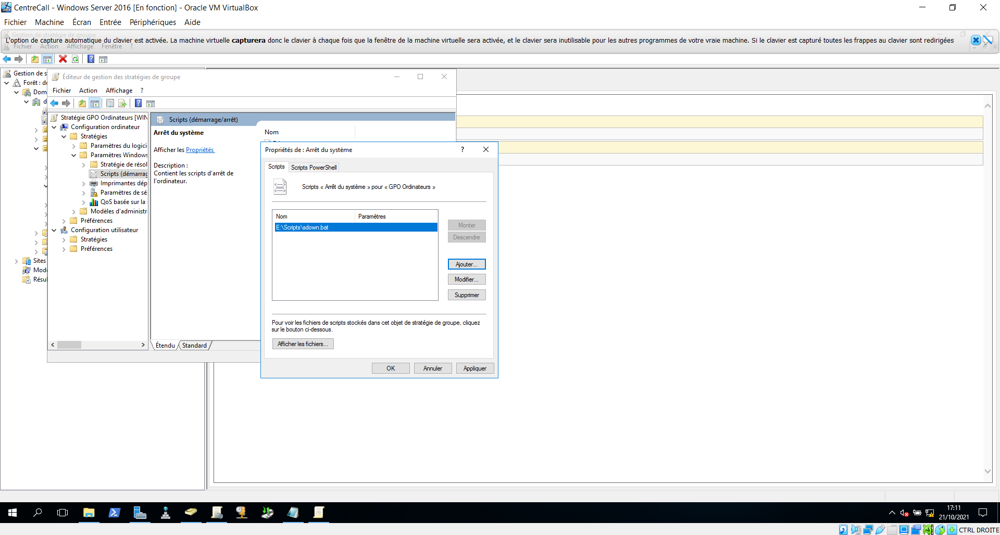 CentreCall - Windows Server 2016 [En fonction] - Oracle VM VirtualBox
Fichier Machine Écran Entrée Périphériques Aide
Gestion de stratégie de groupe
L'option de capture automatique du clavier est activée. La machine virtuelle capturera donc le clavier à chaque fois que la fenêtre de la machine virtuelle sera activée, et le clavier sera inutilisable pour les autres programmes de votre vraie machine. Si le clavier est capturé toutes les frappes au clavier sont redirigées
Fichier Action Affichage Fenêtre ?
Gestion de s
Forêt : do
Dom
d
Sites
Mode
Résul
Éditeur de gestion des stratégies de groupe
Fichier Action Affichage ?
Stratégie GPO Ordinateurs [WIN
Configuration ordinateur
Stratégies
Paramètres du logici
Paramètres Windows
Stratégie de résol
Scripts (démarrag
Imprimantes dép
Paramètres de sé
QoS basée sur la
Modèles d'administr
Préférences
Configuration utilisateur
Stratégies
Préférences
Scripts (démarrage/arrêt)
Arrêt du système
Afficher les Propriétés
Description :
Contient les scripts d'arrêt de
l'ordinateur.
Nom
Étendu Standard
Propriétés de : Arrêt du système ?
Scripts Scripts PowerShell
Scripts « Arrêt du système » pour « GPO Ordinateurs »
Nom Paramètres
E:\Scripts\sdown.bat
Monter
Descendre
Ajouter...
Modifier...
Supprimer
Pour voir les fichiers de scripts stockés dans cet objet de stratégie de groupe, cliquez
sur le bouton ci-dessous.
Afficher les fichiers...
OK Annuler Appliquer
17:11
21/10/2021
CTRL DROITE